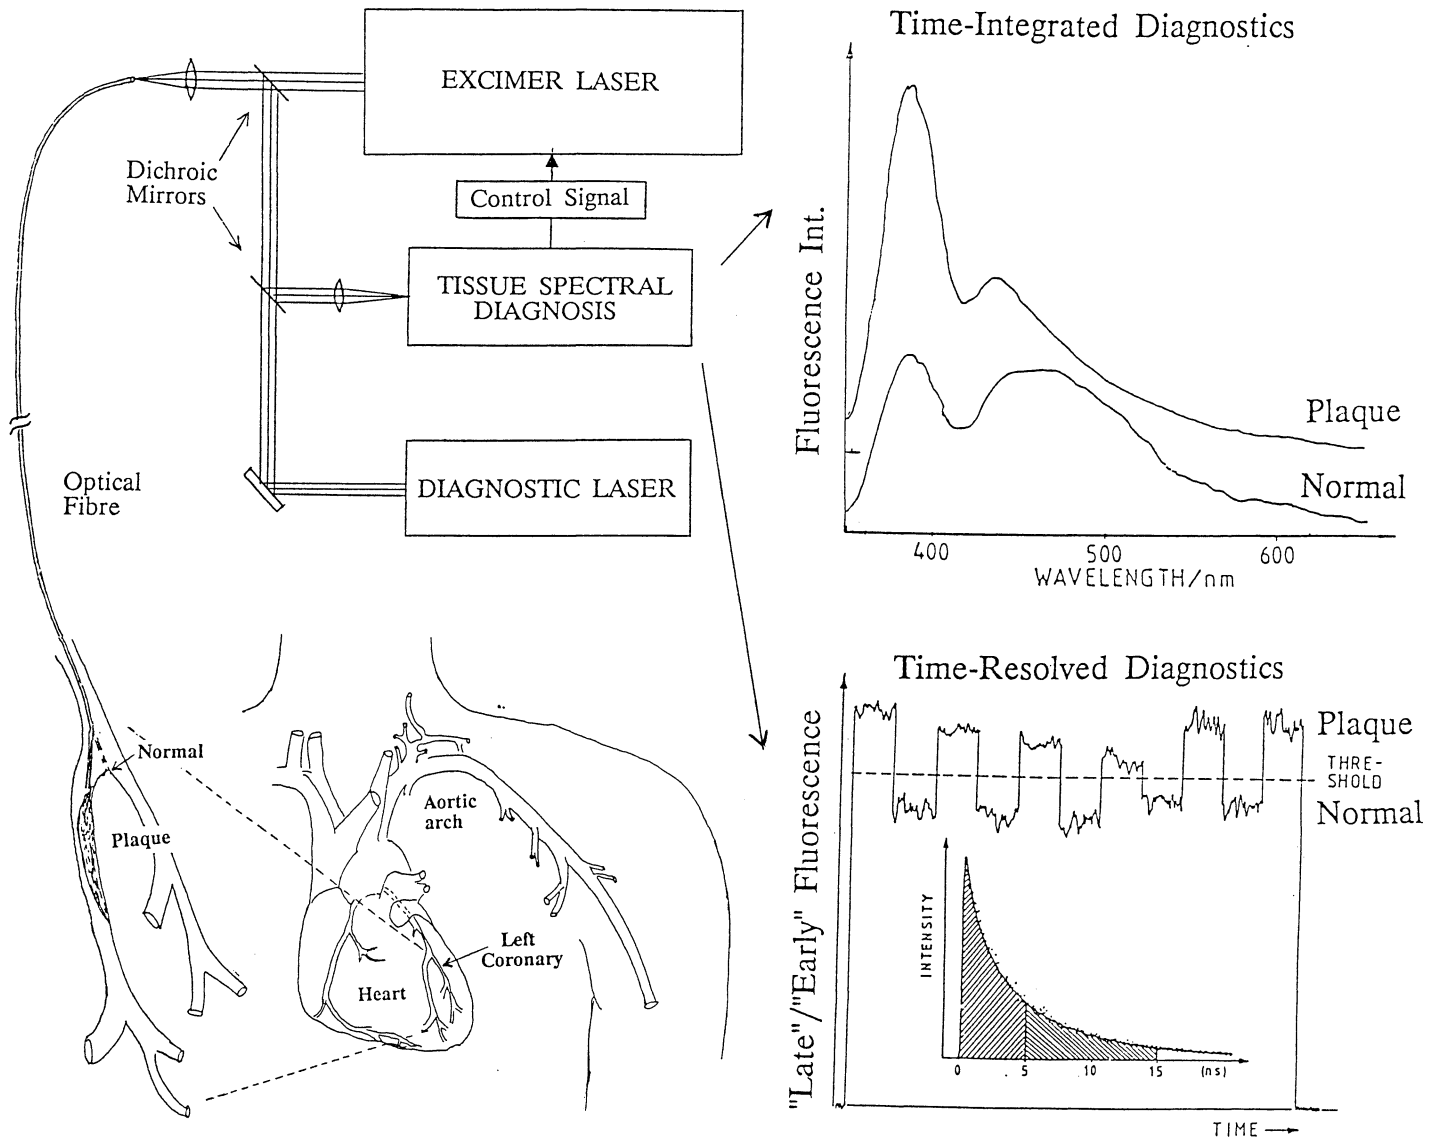 EXCIMER LASER
Dichroic
Mirrors
Control Signal
TISSUE SPECTRAL
DIAGNOSIS
DIAGNOSTIC LASER
Optical
Fibre
Normal
Plaque
Aortic
arch
Left
Coronary
Heart
Time-Integrated Diagnostics
Fluorescence Int.
Plaque
Normal
400
500
600
WAVELENGTH/nm
Time-Resolved Diagnostics
"Late"/"Early" Fluorescence
Plaque
THRE-
SHOLD
Normal
INTENSITY
0
5
10
15
(ns)
TIME